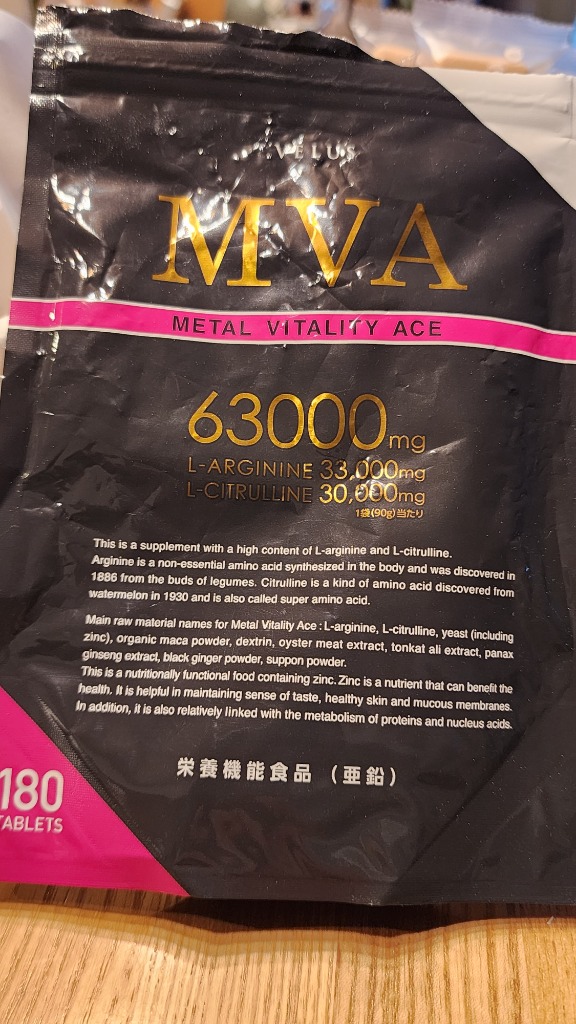 VELUS
MVA
METAL VITALITY ACE
63000mg
L-ARGININE 33,000mg
L-CITRULLINE 30,000mg
1袋(90g)当たり
This is a supplement with a high content of L-arginine and L-citrulline.
Arginine is a non-essential amino acid synthesized in the body and was discovered in
1886 from the buds of legumes. Citrulline is a kind of amino acid discovered from
watermelon in 1930 and is also called super amino acid.
Main raw material names for Metal Vitality Ace : L-arginine, L-citrulline, yeast (including
zinc), organic maca powder, dextrin, oyster meat extract, tonkat ali extract, panax
ginseng extract, black ginger powder, suppon powder.
This is a nutritionally functional food containing zinc. Zinc is a nutrient that can benefit the
health. It is helpful in maintaining sense of taste, healthy skin and mucous membranes.
In addition, it is also relatively linked with the metabolism of proteins and nucleus acids.
栄養機能食品 (亜鉛)
180
TABLETS